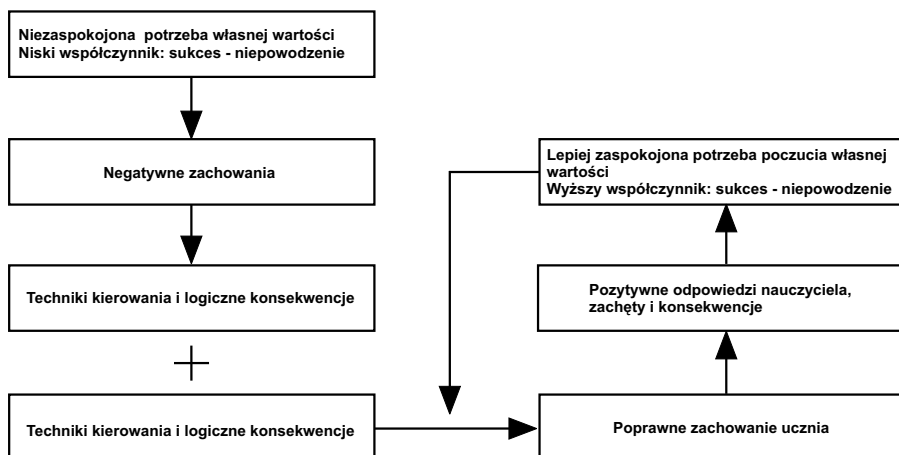 Niezaspokojona potrzeba własnej wartości
Niski współczynnik: sukces - niepowodzenie
Negatywne zachowania
Techniki kierowania i logiczne konsekwencje
Techniki kierowania i logiczne konsekwencje
Lepiej zaspokojona potrzeba poczucia własnej
wartości
Wyższy współczynnik: sukces - niepowodzenie
Pozytywne odpowiedzi nauczyciela,
zachęty i konsekwencje
Poprawne zachowanie ucznia